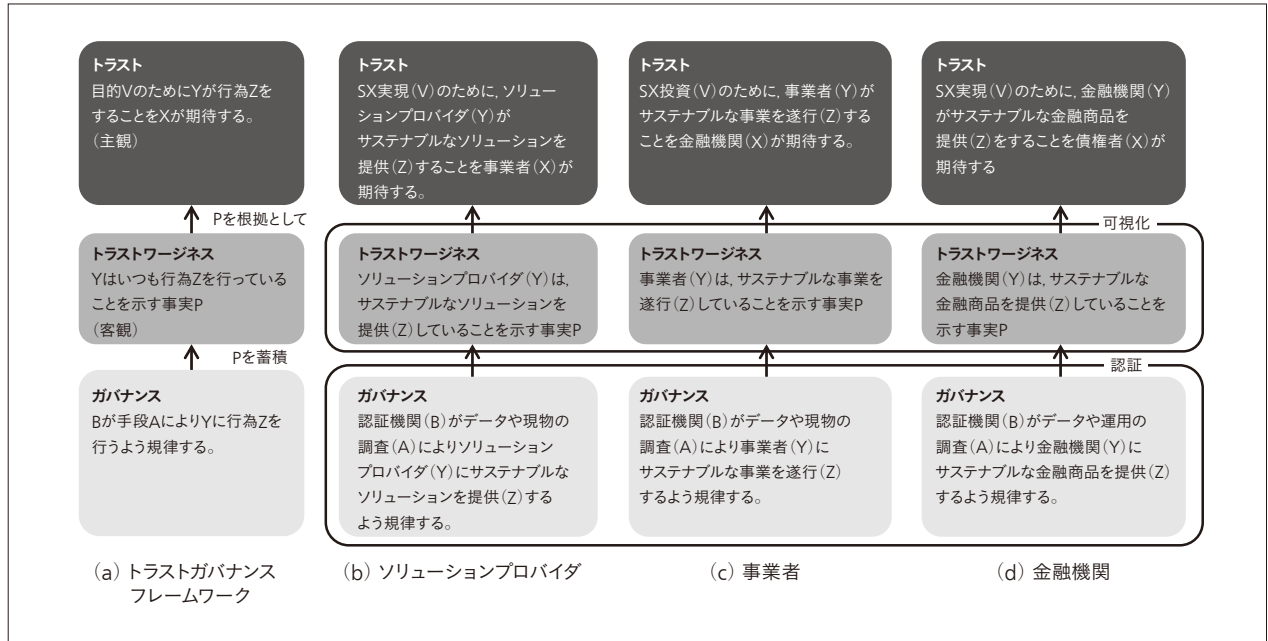 トラスト
目的VのためにYが行為Zを
することをXが期待する。
(主観)
トラスト
SX実現(V)のために,ソリュー
ションプロバイダ(Y)が
サステナブルなソリューションを
提供(Z)することを事業者(X)が
期待する。
トラスト
SX投資(V)のために,事業者(Y)が
サステナブルな事業を遂行(Z)する
ことを金融機関(X)が期待する。
トラスト
SX実現(V)のために,金融機関(Y)
がサステナブルな金融商品を
提供(Z)をすることを債権者(X)が
期待する
Pを根拠として
可視化
トラストワージネス
Yはいつも行為Zを行っている
ことを示す事実P
(客観)
トラストワージネス
ソリューションプロバイダ(Y)は,
サステナブルなソリューションを
提供(Z)していることを示す事実P
トラストワージネス
事業者(Y)は,サステナブルな事業を
遂行(Z)していることを示す事実P
トラストワージネス
金融機関(Y)は,サステナブルな
金融商品を提供(Z)していることを
示す事実P
Pを蓄積
認証
ガバナンス
Bが手段AによりYに行為Zを
行うよう規律する。
ガバナンス
認証機関(B)がデータや現物の
調査(A)によりソリューション
プロバイダ(Y)にサステナブルな
ソリューションを提供(Z)する
よう規律する。
ガバナンス
認証機関(B)がデータや現物の
調査(A)により事業者(Y)に
サステナブルな事業を遂行(Z)
するよう規律する。
ガバナンス
認証機関(B)がデータや運用の
調査(A)により金融機関(Y)に
サステナブルな金融商品を提供(Z)
するよう規律する。
(a)トラストガバナンス
フレームワーク
(b)ソリューションプロバイダ
(c)事業者
(d)金融機関